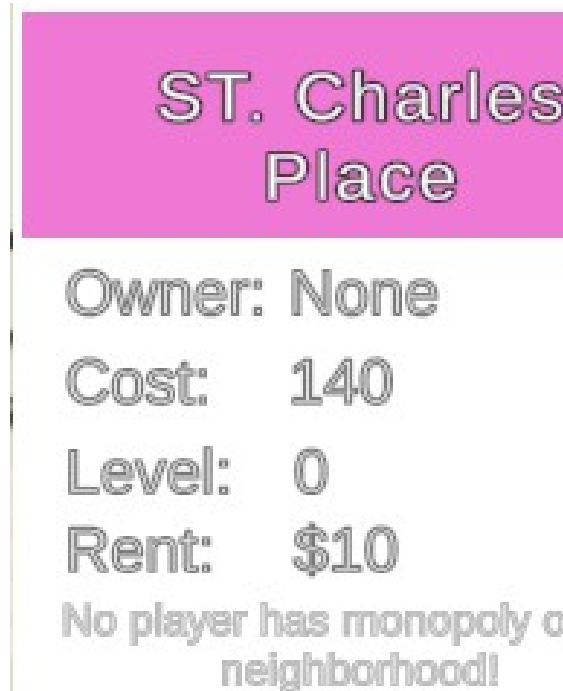 ST. Charles
Place
Owner: None
Cost: 140
Level: 0
Rent: $10
No player has monopoly o
neighborhood!